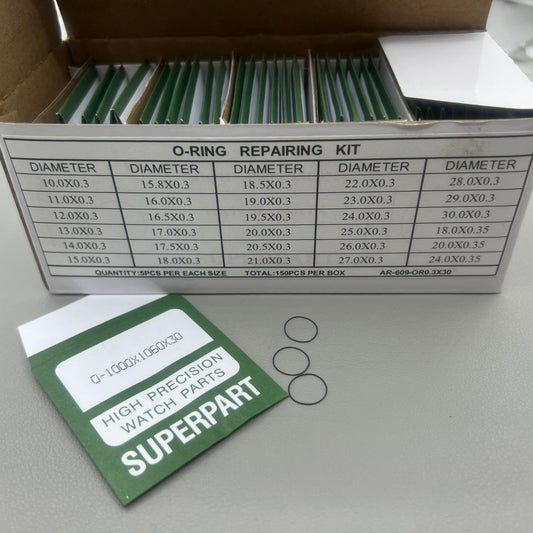 O-RING REPAIRING KIT
DIAMETER DIAMETER DIAMETER DIAMETER DIAMETER
10.0X0.3 15.8X0.3 18.5X0.3 22.0X0.3 28.0X0.3
11.0X0.3 16.0X0.3 19.0X0.3 23.0X0.3 29.0X0.3
12.0X0.3 16.5X0.3 19.5X0.3 24.0X0.3 30.0X0.3
13.0X0.3 17.0X0.3 20.0X0.3 25.0X0.3 18.0X0.35
14.0X0.3 17.5X0.3 20.5X0.3 26.0X0.3 20.0X0.35
15.0X0.3 18.0X0.3 21.0X0.3 27.0X0.3 24.0X0.35
QUANTITY:5PCS PER EACH SIZE TOTAL:150PCS PER BOX AR-609-OR0.3X30
O-1000X1060X30
HIGH PRECISION
WATCH PARTS
SUPERPART